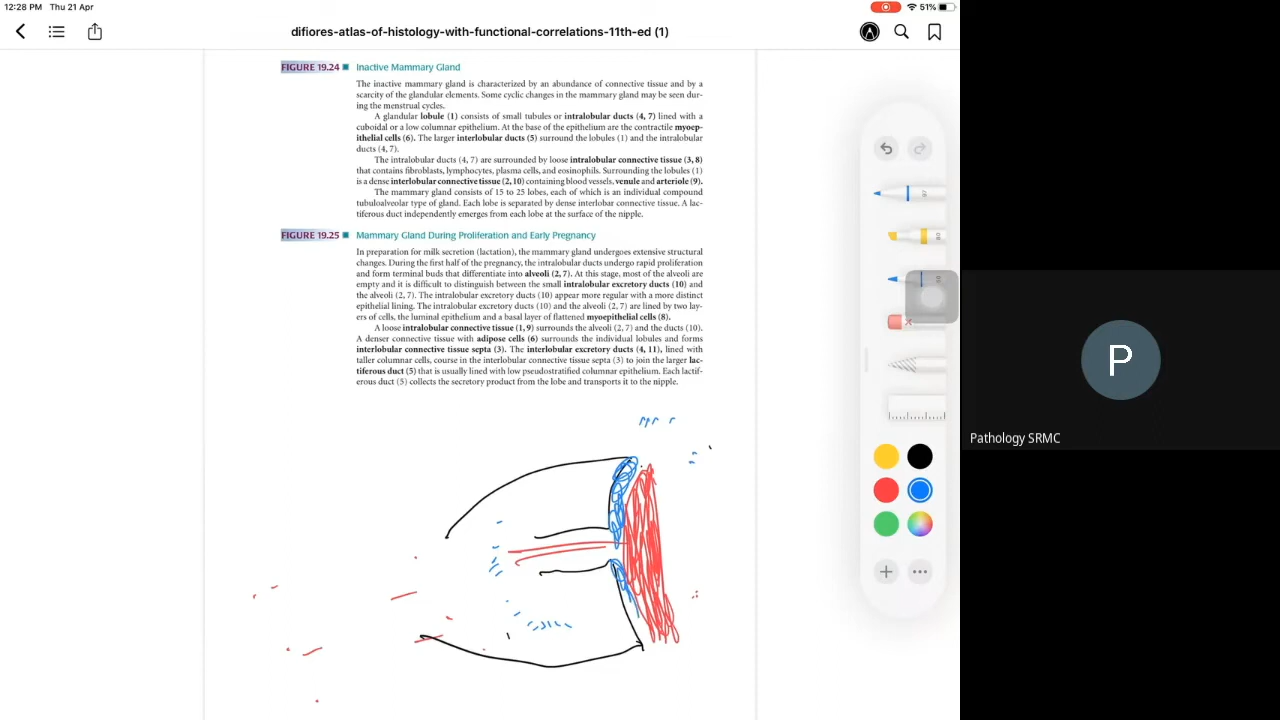 12:28 PM Thu 21 Apr
51%
difiores-atlas-of-histology-with-functional-correlations-11th-ed (1)
FIGURE 19.24 ■ Inactive Mammary Gland
The inactive mammary gland is characterized by an abundance of connective tissue and by a
scarcity of the glandular elements. Some cyclic changes in the mammary gland may be seen dur-
ing the menstrual cycles.
A glandular lobule (1) consists of small tubules or intralobular ducts (4, 7) lined with a
cuboidal or a low columnar epithelium. At the base of the epithelium are the contractile myoep-
ithelial cells (6). The larger interlobular ducts (5) surround the lobules (1) and the intralobular
ducts (4, 7).
The intralobular ducts (4, 7) are surrounded by loose intralobular connective tissue (3, 8)
that contains fibroblasts, lymphocytes, plasma cells, and eosinophils. Surrounding the lobules (1)
is a dense interlobular connective tissue (2, 10) containing blood vessels, venule and arteriole (9).
The mammary gland consists of 15 to 25 lobes, each of which is an individual compound
tubuloalveolar type of gland. Each lobe is separated by dense interlobar connective tissue. A lac-
tiferous duct independently emerges from each lobe at the surface of the nipple.
FIGURE 19.25 ■ Mammary Gland During Proliferation and Early Pregnancy
In preparation for milk secretion (lactation), the mammary gland undergoes extensive structural
changes. During the first half of the pregnancy, the intralobular ducts undergo rapid proliferation
and form terminal buds that differentiate into alveoli (2, 7). At this stage, most of the alveoli are
empty and it is difficult to distinguish between the small intralobular excretory ducts (10) and
the alveoli (2, 7). The intralobular excretory ducts (10) appear more regular with a more distinct
epithelial lining. The intralobular excretory ducts (10) and the alveoli (2, 7) are lined by two lay-
ers of cells, the luminal epithelium and a basal layer of flattened myoepithelial cells (8).
A loose intralobular connective tissue (1, 9) surrounds the alveoli (2, 7) and the ducts (10).
A denser connective tissue with adipose cells (6) surrounds the individual lobules and forms
interlobular connective tissue septa (3). The interlobular excretory ducts (4, 11), lined with
taller columnar cells, course in the interlobular connective tissue septa (3) to join the larger lac-
tiferous duct (5) that is usually lined with low pseudostratified columnar epithelium. Each lactif-
erous duct (5) collects the secretory product from the lobe and transports it to the nipple.
P
Pathology SRMC